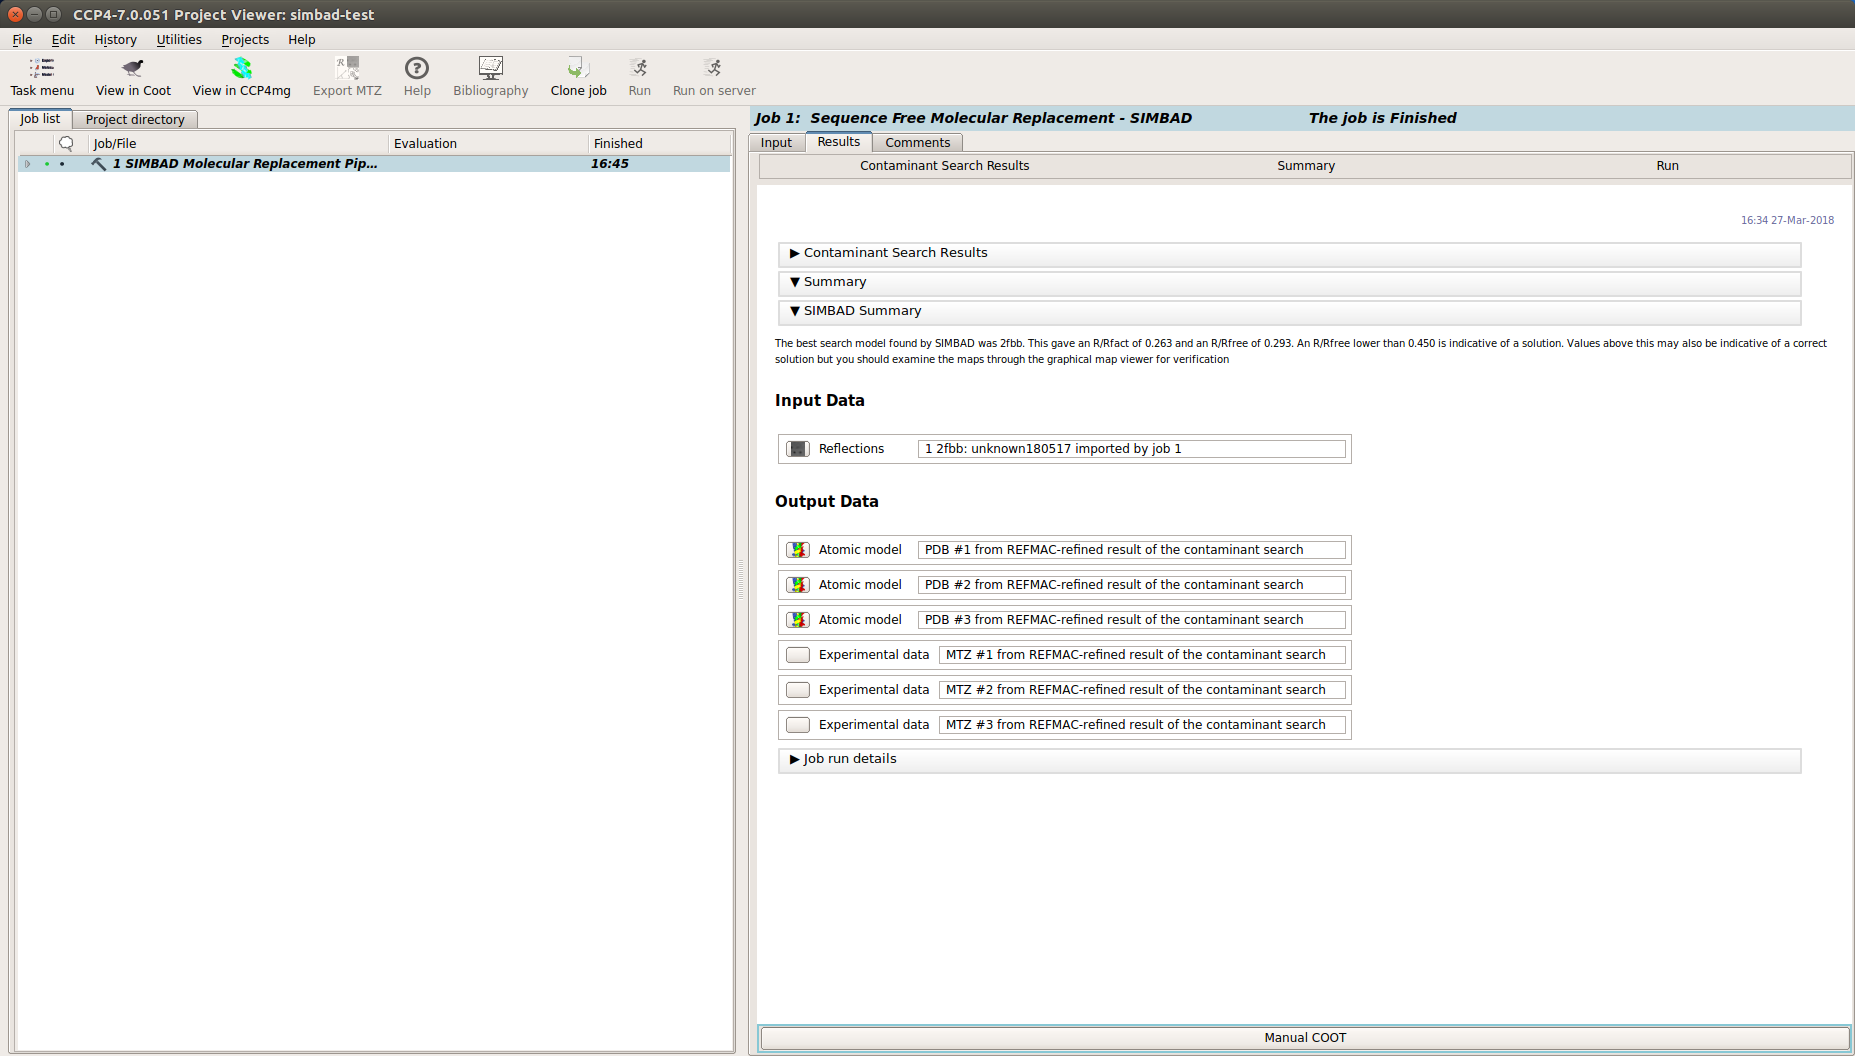 CCP4-7.0.051 Project Viewer: simbad-test
File Edit History Utilities Projects Help
Task menu View in Coot View in CCP4mg Export MTZ Help Bibliography Clone job Run Run on server
Job list Project directory
Job/File Evaluation Finished
1 SIMBAD Molecular Replacement Pip... 16:45
Job 1: Sequence Free Molecular Replacement - SIMBAD The job is Finished
Input Results Comments
Contaminant Search Results Summary Run
16:34 27-Mar-2018
▶ Contaminant Search Results
▼ Summary
▼ SIMBAD Summary
The best search model found by SIMBAD was 2fbb. This gave an R/Rfact of 0.263 and an R/Rfree of 0.293. An R/Rfree lower than 0.450 is indicative of a solution. Values above this may also be indicative of a correct
solution but you should examine the maps through the graphical map viewer for verification
Input Data
Reflections 1 2fbb: unknown180517 imported by job 1
Output Data
Atomic model PDB #1 from REFMAC-refined result of the contaminant search
Atomic model PDB #2 from REFMAC-refined result of the contaminant search
Atomic model PDB #3 from REFMAC-refined result of the contaminant search
Experimental data MTZ #1 from REFMAC-refined result of the contaminant search
Experimental data MTZ #2 from REFMAC-refined result of the contaminant search
Experimental data MTZ #3 from REFMAC-refined result of the contaminant search
▶ Job run details
Manual COOT